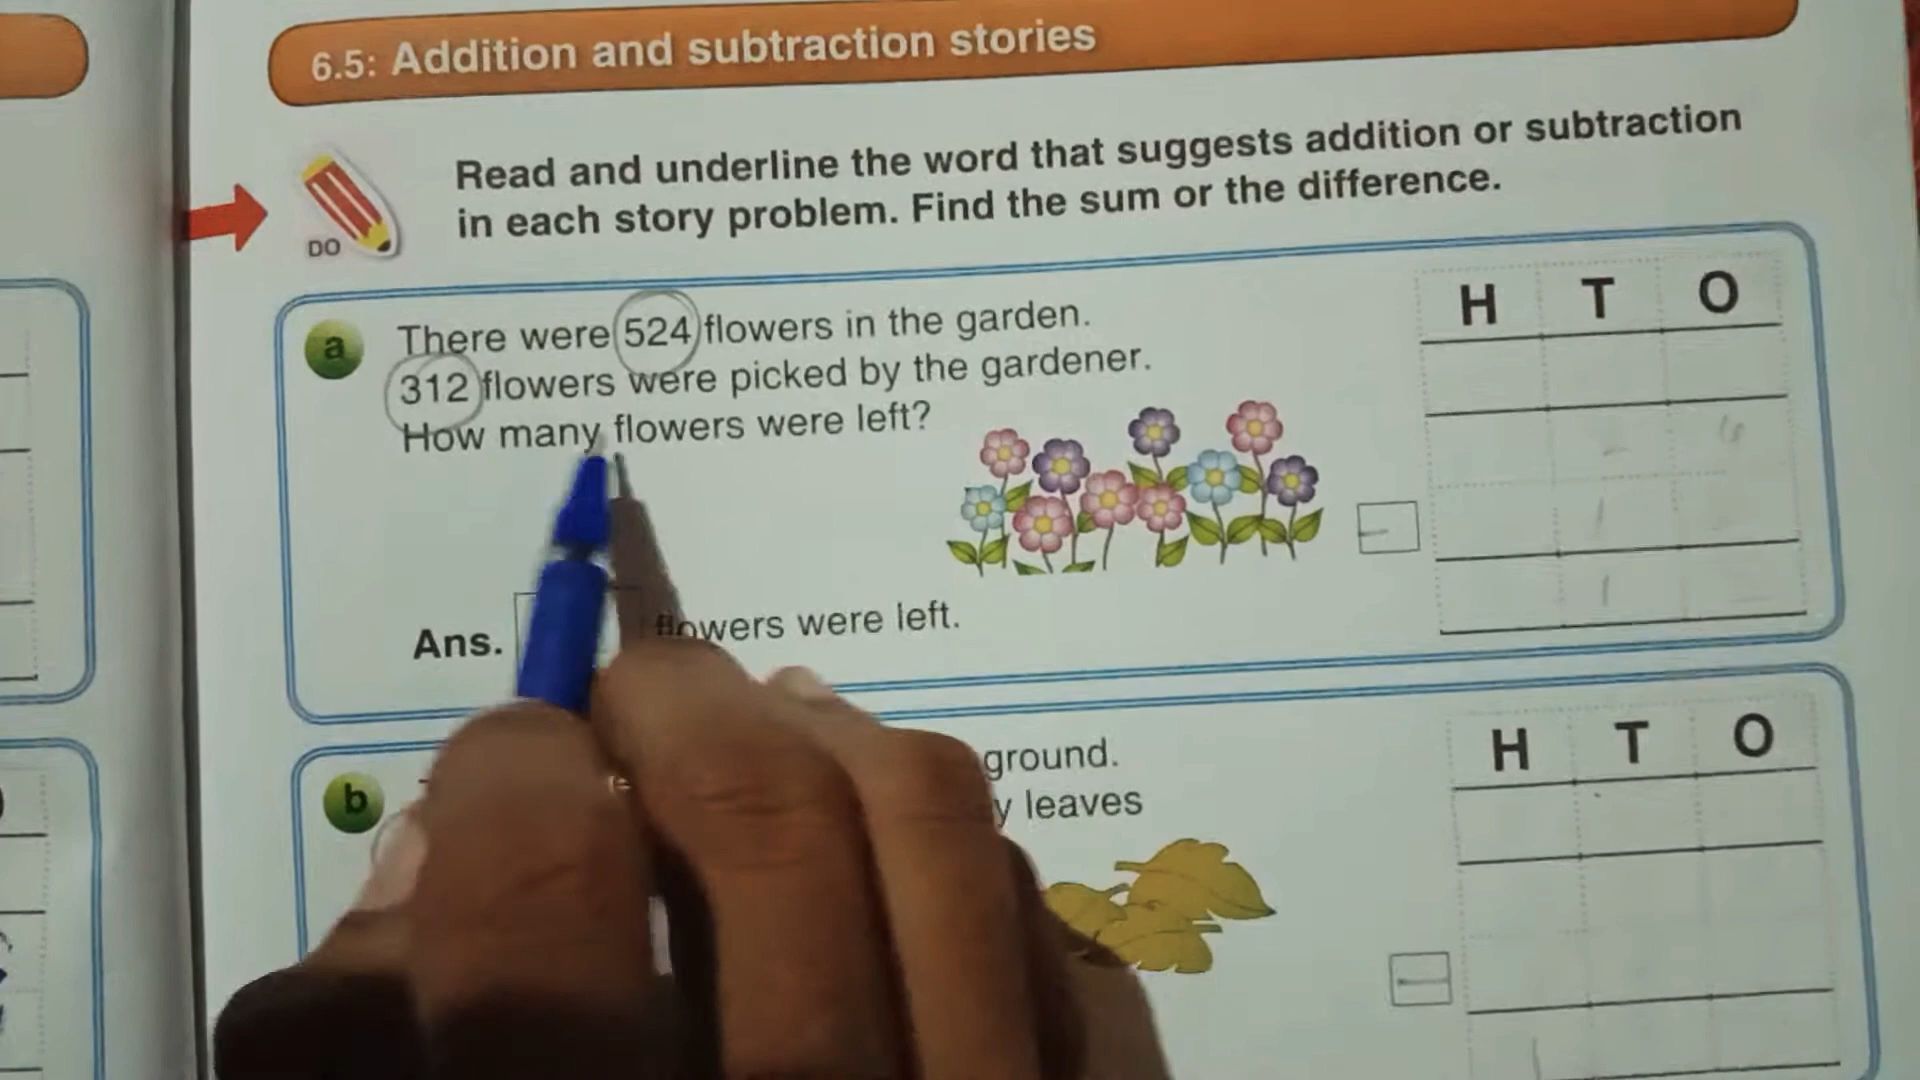 6.5: Addition and subtraction stories
DO
Read and underline the word that suggests addition or subtraction
in each story problem. Find the sum or the difference.
a
There were 524 flowers in the garden.
312 flowers were picked by the gardener.
How many flowers were left?
H T O
Ans. flowers were left.
b
ground.
leaves
H T O